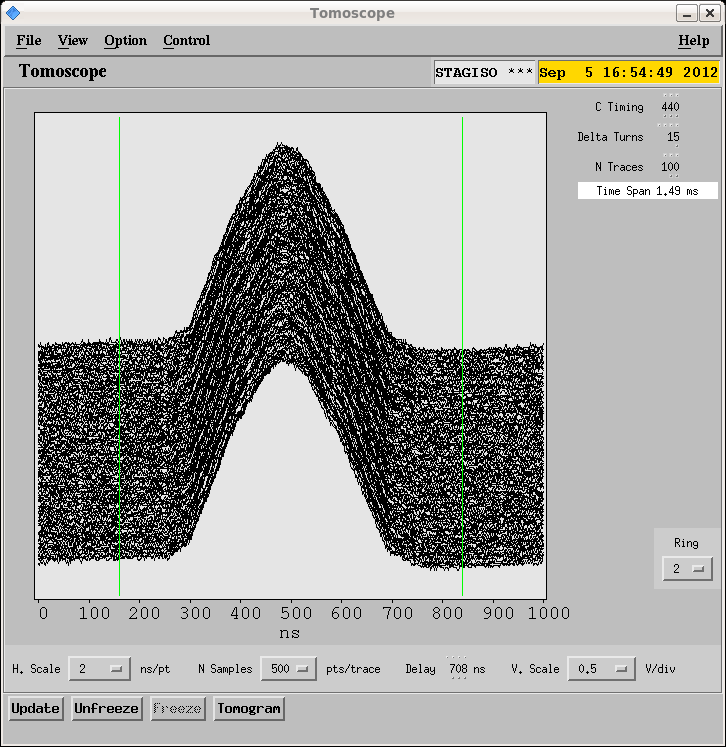 Tomoscope
File View Option Control Help
Tomoscope STAGISO *** Sep 5 16:54:49 2012
C Timing 440
Delta Turns 15
N Traces 100
Time Span 1.49 ms
Ring
2
0 100 200 300 400 500 600 700 800 900 1000
ns
H. Scale 2 ns/pt N Samples 500 pts/trace Delay 708 ns V. Scale 0.5 V/div
Update Unfreeze Freeze Tomogram